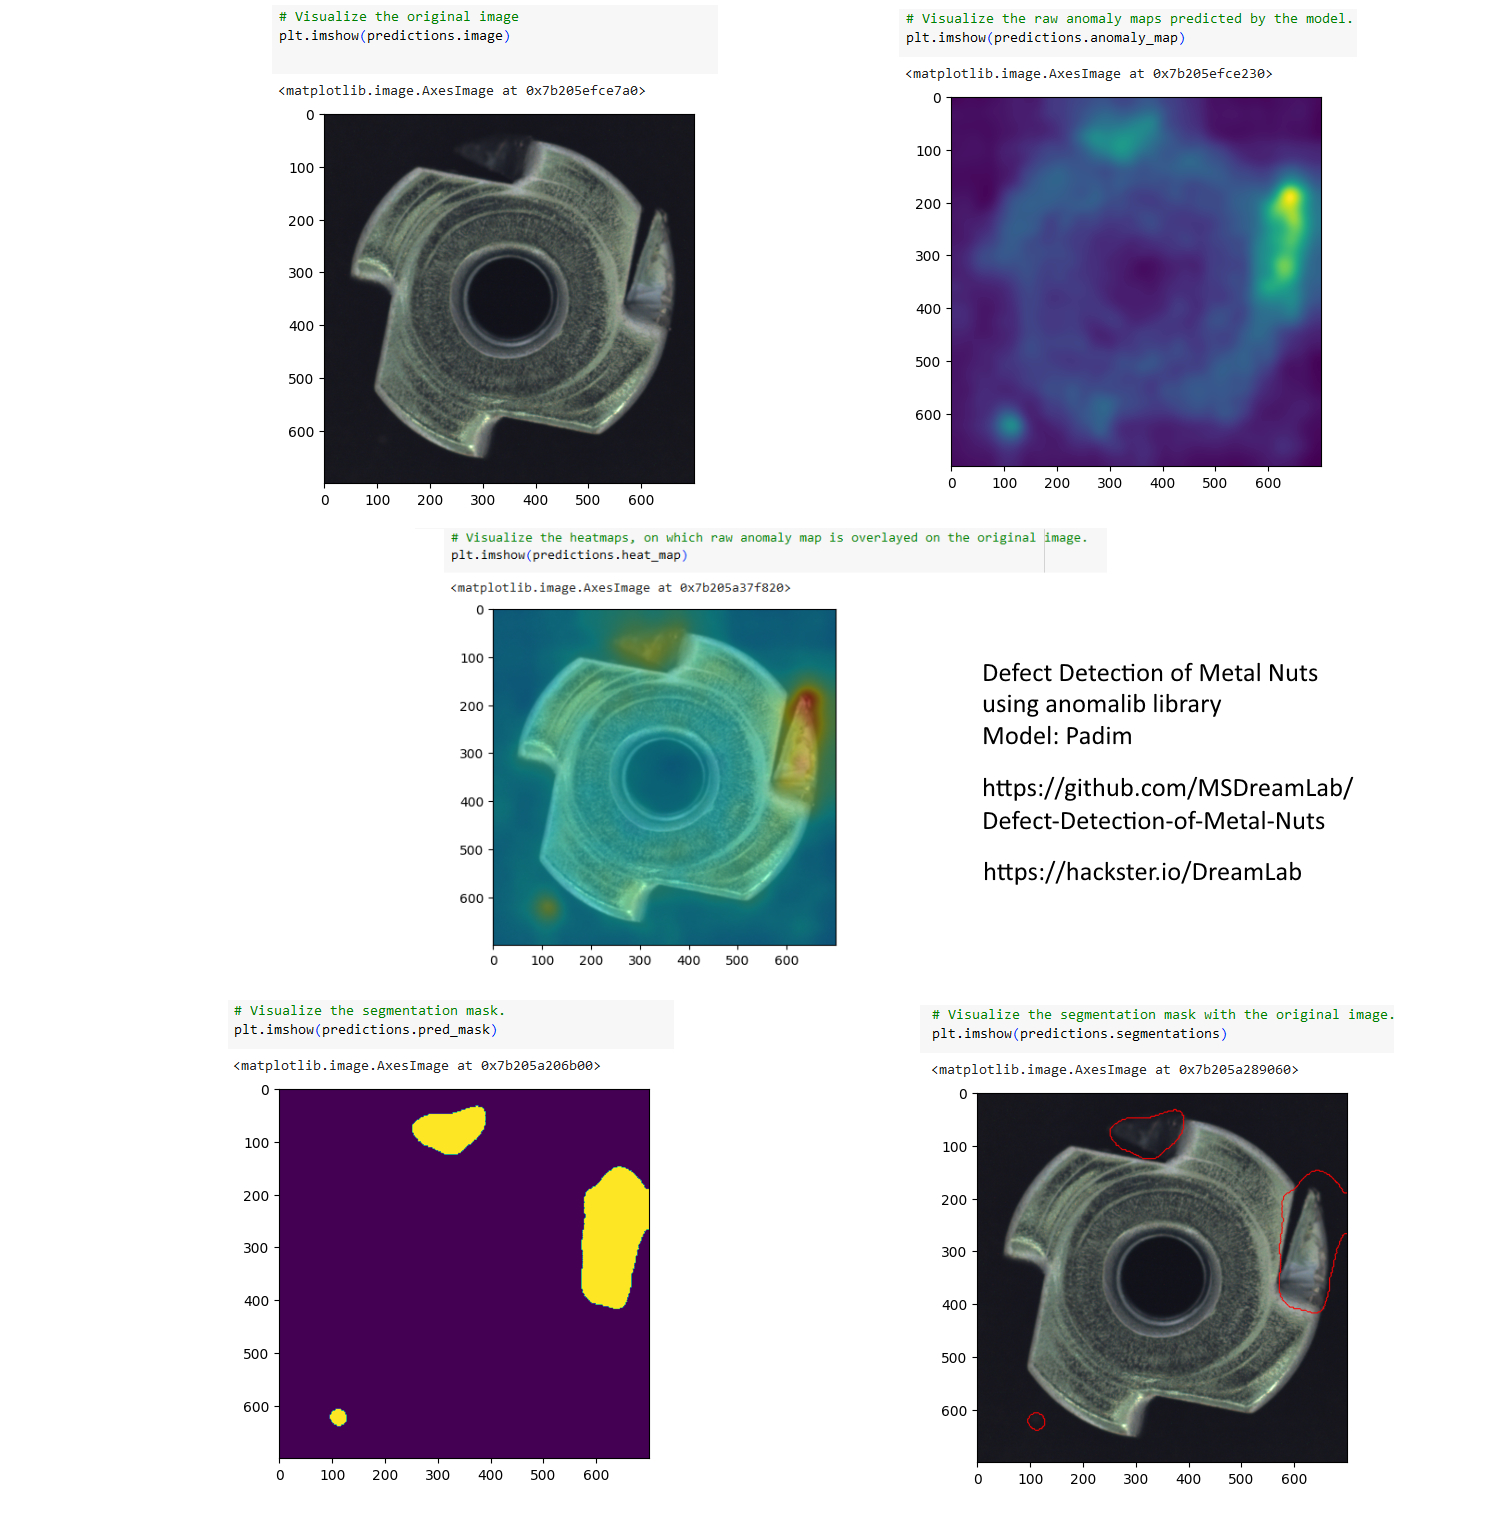 # Visualize the original image
plt.imshow(predictions.image)
<matplotlib.image.AxesImage at 0x7b205efce7a0>
0
100
200
300
400
500
600
0 100 200 300 400 500 600
# Visualize the raw anomaly maps predicted by the model.
plt.imshow(predictions.anomaly_map)
<matplotlib.image.AxesImage at 0x7b205efce230>
0
100
200
300
400
500
600
0 100 200 300 400 500 600
# Visualize the heatmaps, on which raw anomaly map is overlayed on the original image.
plt.imshow(predictions.heat_map)
<matplotlib.image.AxesImage at 0x7b205a37f820>
0
100
200
300
400
500
600
0 100 200 300 400 500 600
Defect Detection of Metal Nuts
using anomalib library
Model: Padim
https://github.com/MSDreamLab/
Defect-Detection-of-Metal-Nuts
https://hackster.io/DreamLab
# Visualize the segmentation mask.
plt.imshow(predictions.pred_mask)
<matplotlib.image.AxesImage at 0x7b205a206b00>
0
100
200
300
400
500
600
0 100 200 300 400 500 600
# Visualize the segmentation mask with the original image.
plt.imshow(predictions.segmentations)
<matplotlib.image.AxesImage at 0x7b205a289060>
0
100
200
300
400
500
600
0 100 200 300 400 500 600